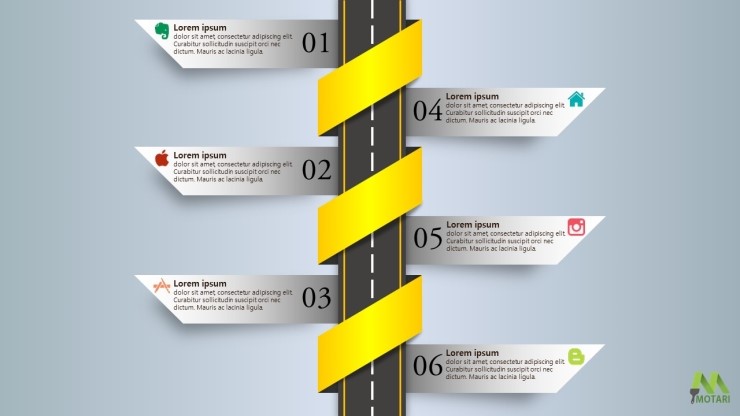 Lorem ipsum
dolor sit amet, consectetur adipiscing elit.
Curabitur sollicitudin suscipit orci nec
dictum. Mauris ac lacinia ligula.
01
Lorem ipsum
dolor sit amet, consectetur adipiscing elit.
Curabitur sollicitudin suscipit orci nec
dictum. Mauris ac lacinia ligula.
02
Lorem ipsum
dolor sit amet, consectetur adipiscing elit.
Curabitur sollicitudin suscipit orci nec
dictum. Mauris ac lacinia ligula.
03
04
Lorem ipsum
dolor sit amet, consectetur adipiscing elit.
Curabitur sollicitudin suscipit orci nec
dictum. Mauris ac lacinia ligula.
05
Lorem ipsum
dolor sit amet, consectetur adipiscing elit.
Curabitur sollicitudin suscipit orci nec
dictum. Mauris ac lacinia ligula.
06
Lorem ipsum
dolor sit amet, consectetur adipiscing elit.
Curabitur sollicitudin suscipit orci nec
dictum. Mauris ac lacinia ligula.
MOTARI